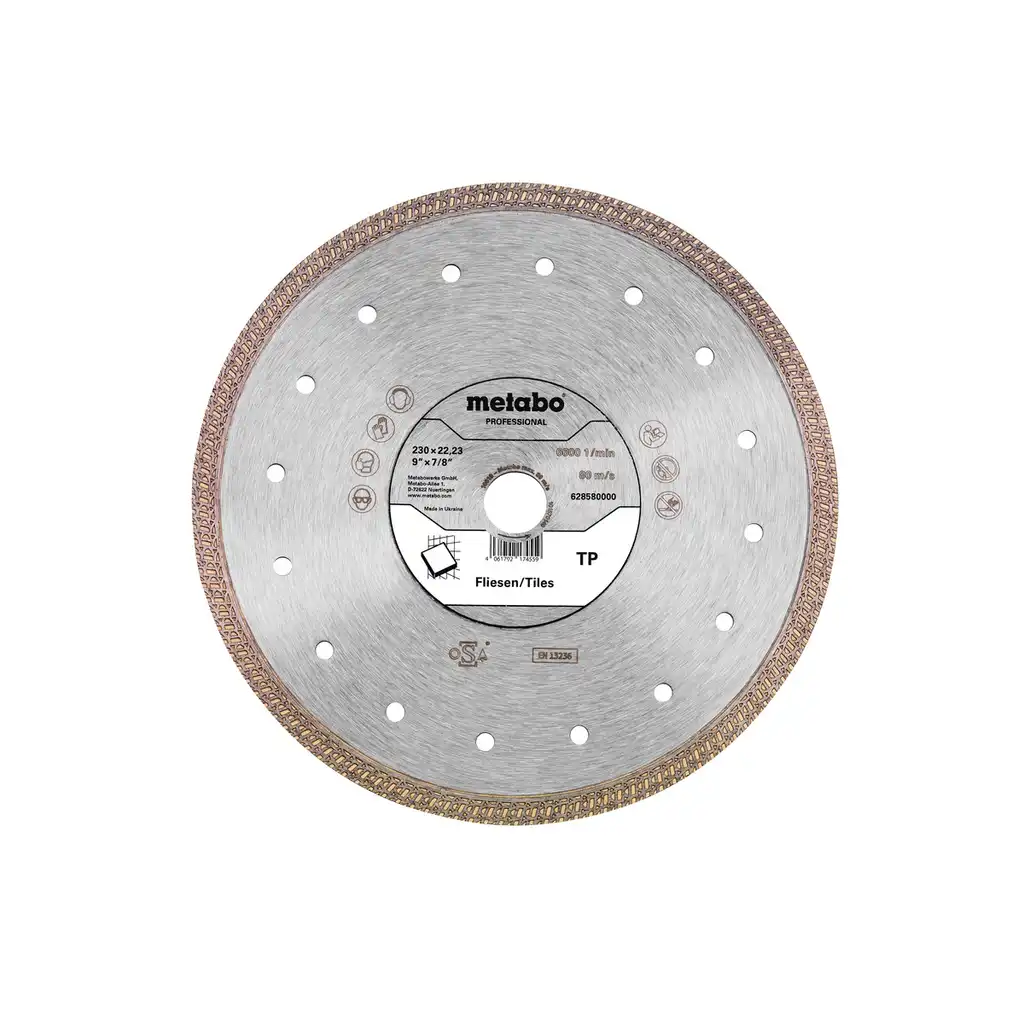 metabo®
PROFESSIONAL
230 x 22,23
9" x 7/8"
6600 1/min
80 m/s
Metabowerke GmbH,
Metabo-Allee 1,
D-72622 Nuertingen
www.metabo.com
Made in Ukraine
628580000
4 061792 174559
TP
Fliesen/Tiles
OSA
EN 13236